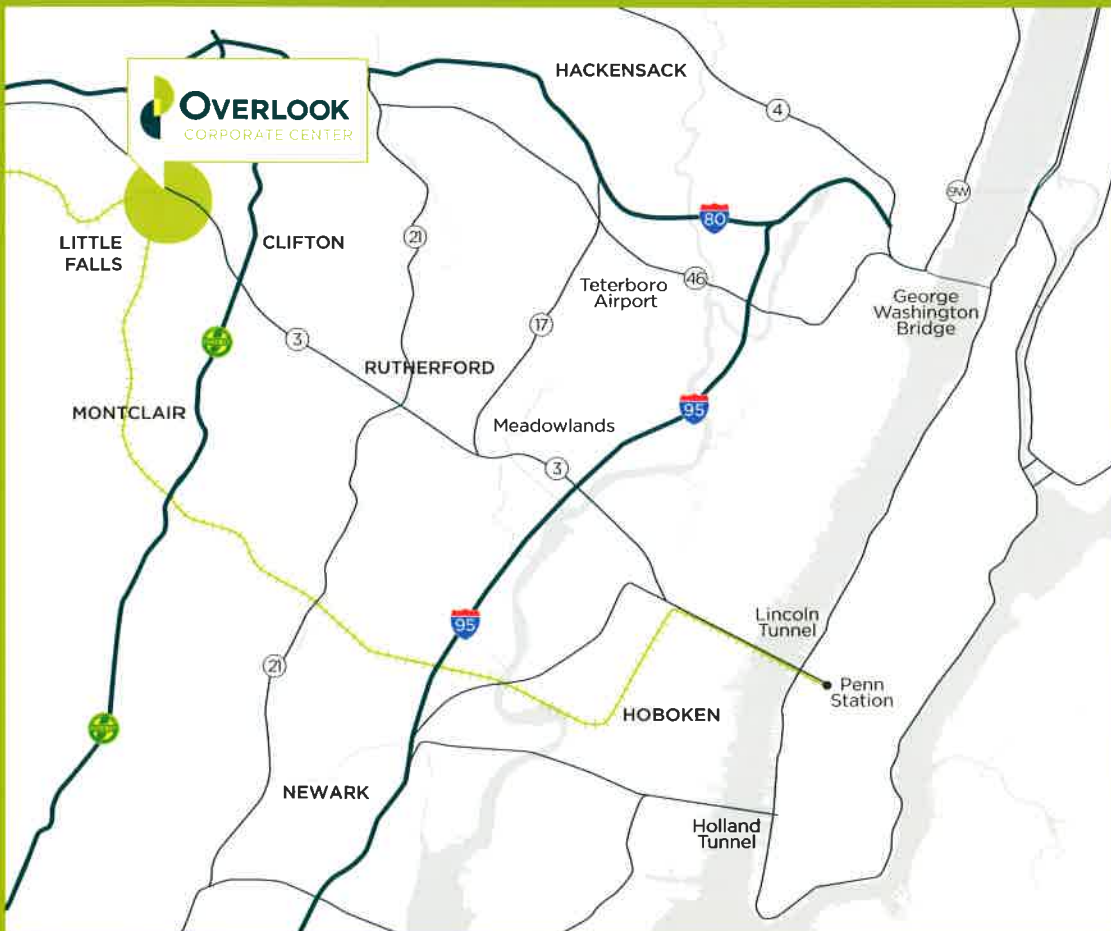 HACKENSACK
4
OVERLOOK
CORPORATE CENTER
9W
80
LITTLE
FALLS
CLIFTON
21
46
Teterboro
Airport
George
Washington
Bridge
17
3
RUTHERFORD
MONTCLAIR
95
Meadowlands
3
95
Lincoln
Tunnel
21
Penn
Station
HOBOKEN
NEWARK
Holland
Tunnel